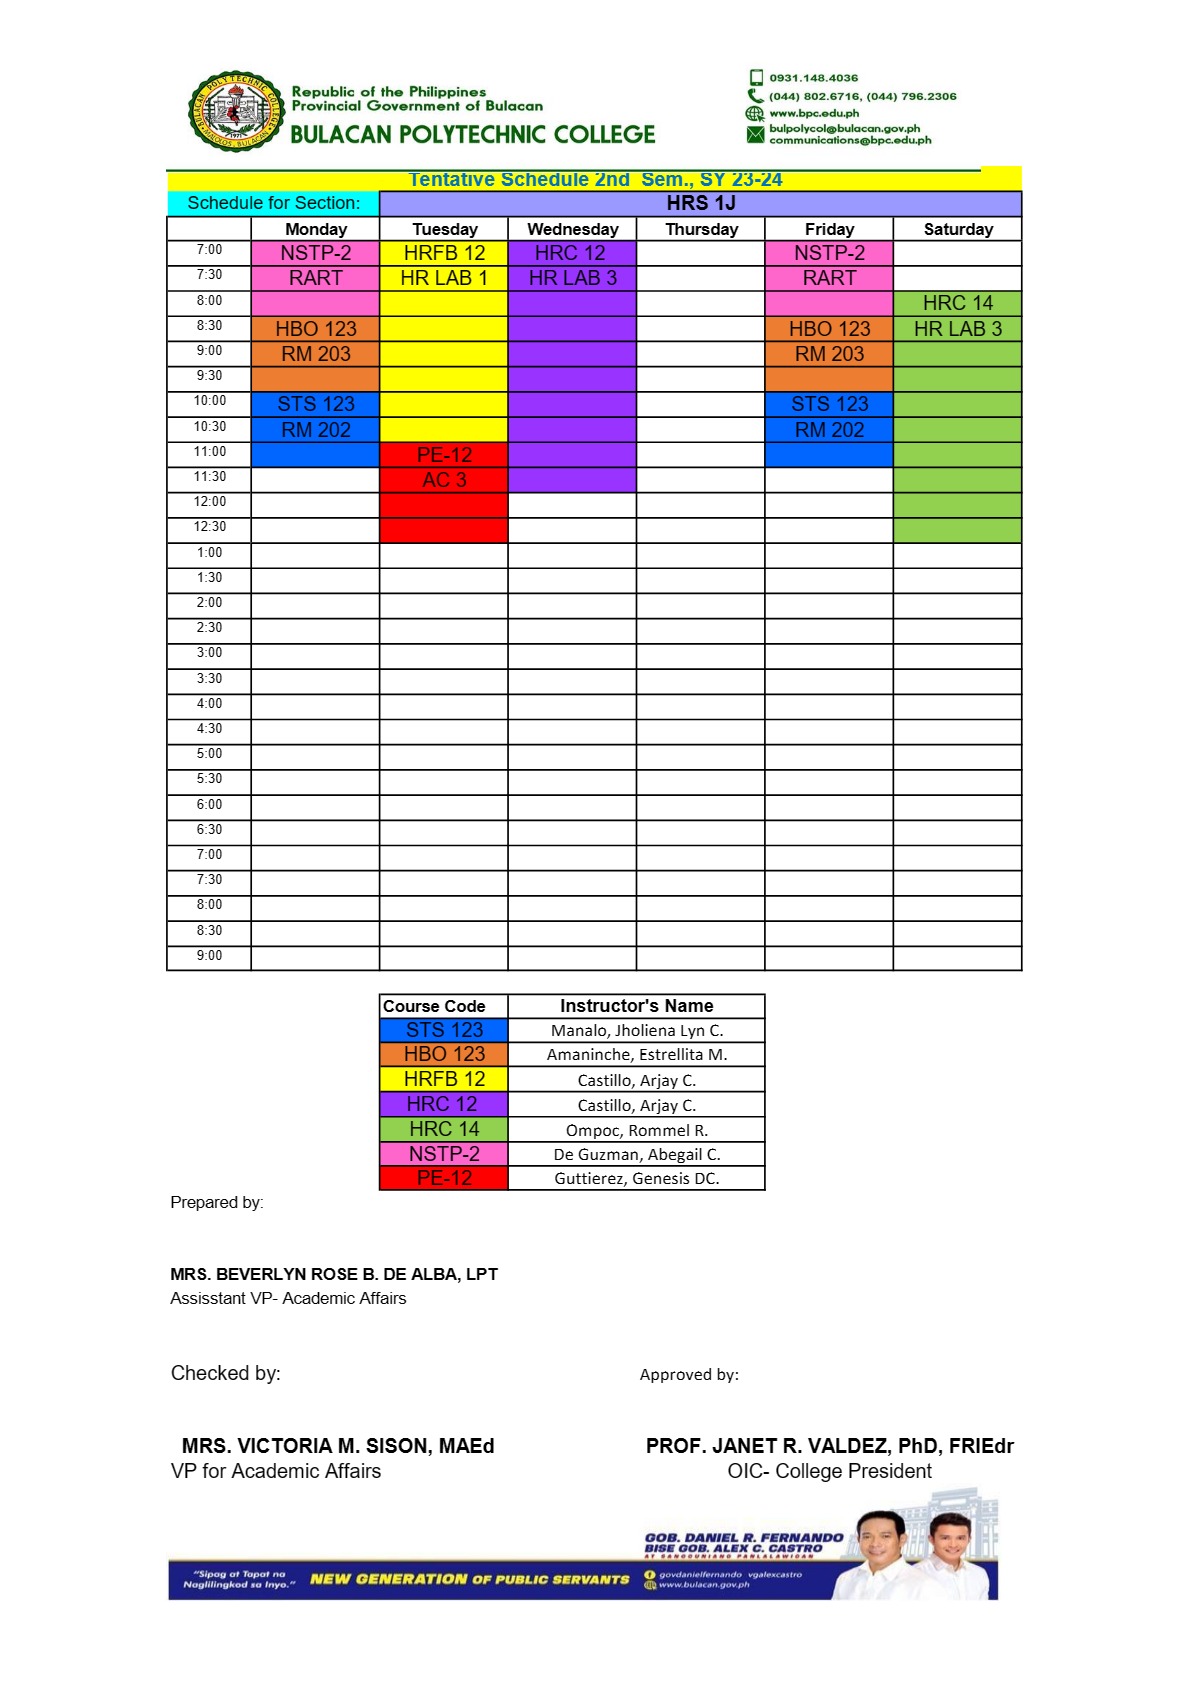 Republic of the Philippines
Provincial Government of Bulacan
BULACAN POLYTECHNIC COLLEGE
BULACAN POLYTECHNIC COLLEGE
MALOLOS, BULACAN
1971
0931.148.4036
(044) 802.6716, (044) 796.2306
www.bpc.edu.ph
bulpolycol@bulacan.gov.ph
communications@bpc.edu.ph
Tentative Schedule 2nd Sem., SY 23-24
Schedule for Section: HRS 1J
Monday Tuesday Wednesday Thursday Friday Saturday
7:00 NSTP-2 HRFB 12 HRC 12 NSTP-2
7:30 RART HR LAB 1 HR LAB 3 RART
8:00 HRC 14
8:30 HBO 123 HBO 123 HR LAB 3
9:00 RM 203 RM 203
9:30
10:00 STS 123 STS 123
10:30 RM 202 RM 202
11:00 PE-12
11:30 AC 3
12:00
12:30
1:00
1:30
2:00
2:30
3:00
3:30
4:00
4:30
5:00
5:30
6:00
6:30
7:00
7:30
8:00
8:30
9:00
Course Code Instructor's Name
STS 123 Manalo, Jholiena Lyn C.
HBO 123 Amaninche, Estrellita M.
HRFB 12 Castillo, Arjay C.
HRC 12 Castillo, Arjay C.
HRC 14 Ompoc, Rommel R.
NSTP-2 De Guzman, Abegail C.
PE-12 Guttierez, Genesis DC.
Prepared by:
MRS. BEVERLYN ROSE B. DE ALBA, LPT
Assisstant VP- Academic Affairs
Checked by: Approved by:
MRS. VICTORIA M. SISON, MAEd PROF. JANET R. VALDEZ, PhD, FRIEdr
VP for Academic Affairs OIC- College President
GOB. DANIEL R. FERNANDO
BISE GOB. ALEX C. CASTRO
AT SANGGUNIANG PANLALAWIGAN
"Sipag at Tapat na
Naglilingkod sa Inyo."
NEW GENERATION OF PUBLIC SERVANTS
govdanielfernando vgalexcastro
www.bulacan.gov.ph